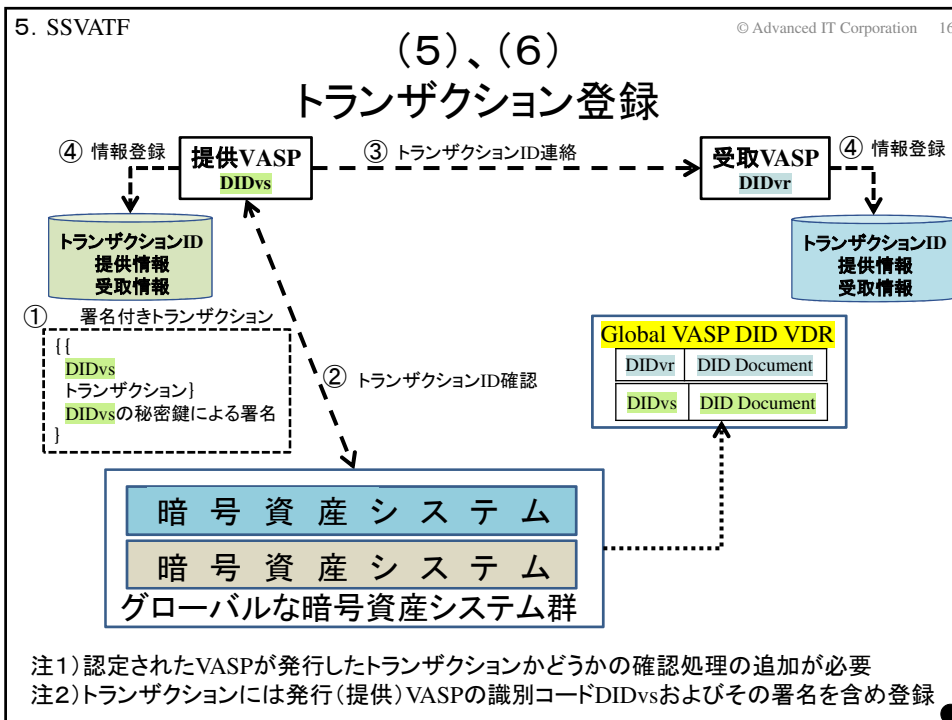 5. SSVATF
© Advanced IT Corporation 16
(5)、(6)
トランザクション登録
④ 情報登録
提供VASP
DIDvs
③ トランザクションID連絡
受取VASP
DIDvr
④ 情報登録
トランザクションID
提供情報
受取情報
トランザクションID
提供情報
受取情報
① 署名付きトランザクション
{{
DIDvs
トランザクション}
DIDvsの秘密鍵による署名
}
② トランザクションID確認
Global VASP DID VDR
DIDvr DID Document
DIDvs DID Document
暗号資産システム
暗号資産システム
グローバルな暗号資産システム群
注1)認定されたVASPが発行したトランザクションかどうかの確認処理の追加が必要
注2)トランザクションには発行(提供)VASPの識別コードDIDvsおよびその署名を含め登録